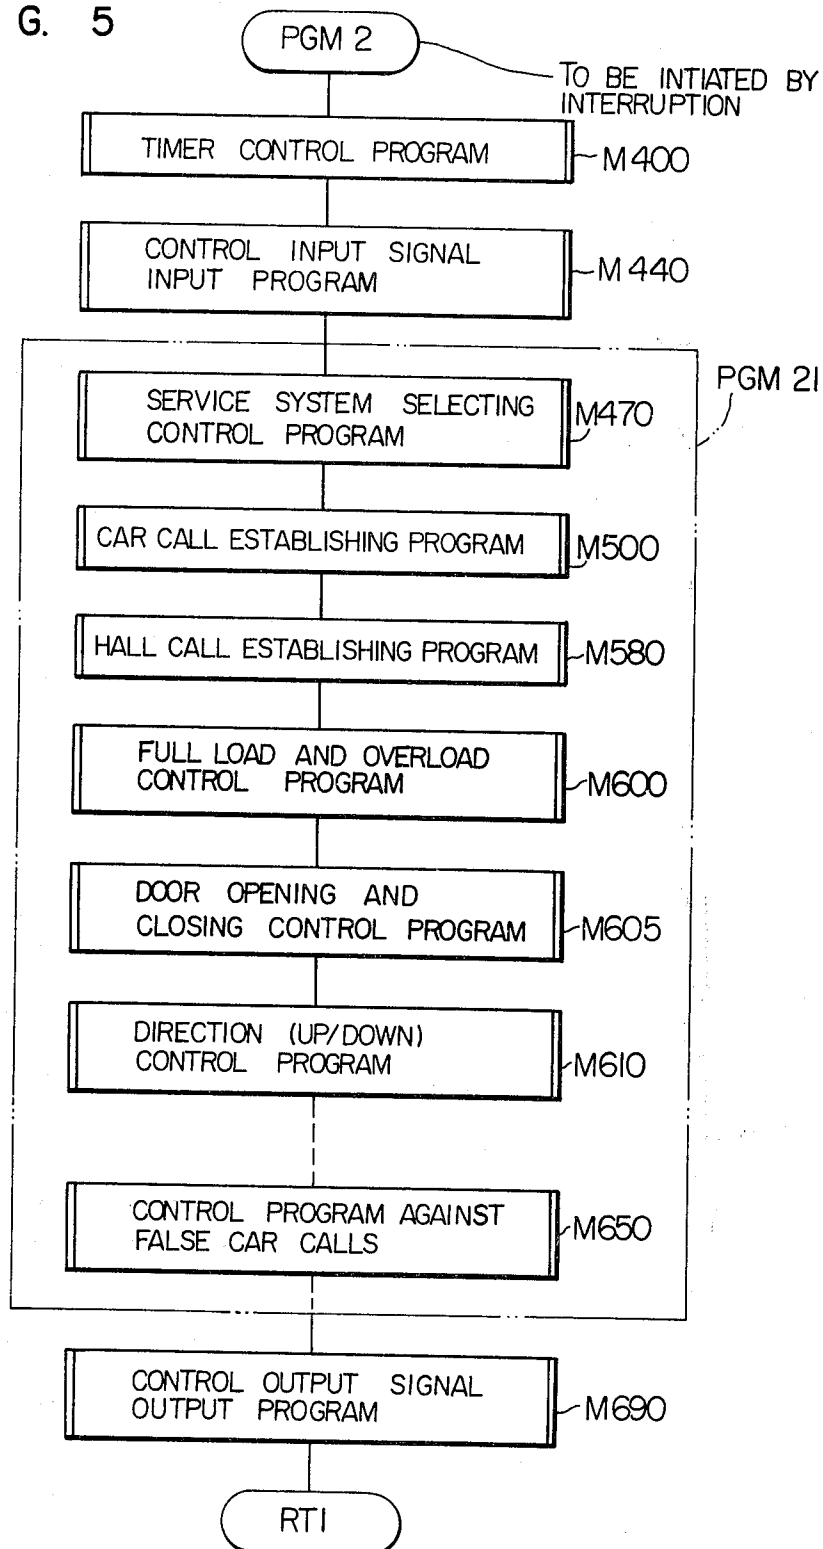 G. 5
PGM 2
TO BE INTIATED BY
INTERRUPTION
TIMER CONTROL PROGRAM
M400
CONTROL INPUT SIGNAL
INPUT PROGRAM
M440
PGM 21
SERVICE SYSTEM SELECTING
CONTROL PROGRAM
M470
CAR CALL ESTABLISHING PROGRAM
M500
HALL CALL ESTABLISHING PROGRAM
M580
FULL LOAD AND OVERLOAD
CONTROL PROGRAM
M600
DOOR OPENING AND
CLOSING CONTROL PROGRAM
M605
DIRECTION (UP/DOWN)
CONTROL PROGRAM
M610
CONTROL PROGRAM AGAINST
FALSE CAR CALLS
M650
CONTROL OUTPUT SIGNAL
OUTPUT PROGRAM
M690
RTI